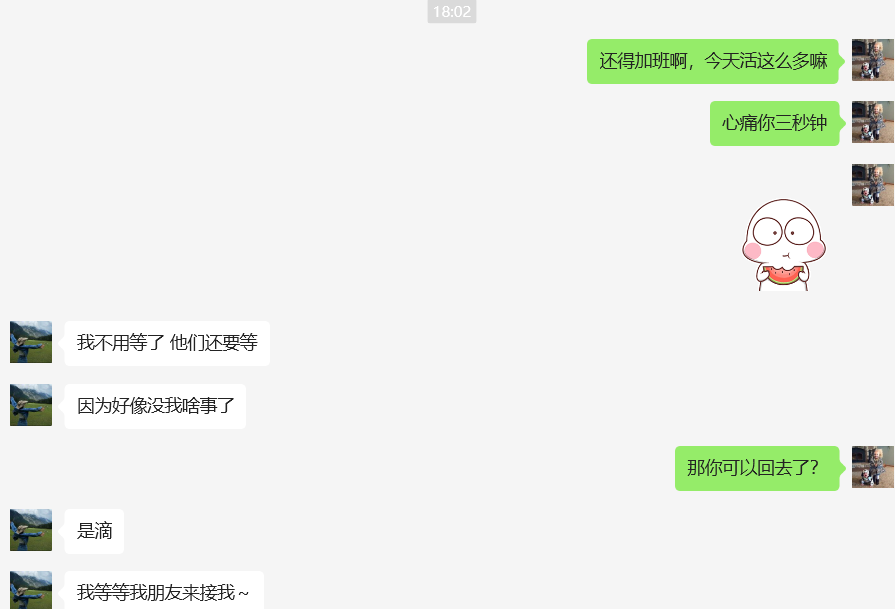 18:02
还得加班啊，今天活这么多嘛
心痛你三秒钟
我不用等了 他们还要等
因为好像没我啥事了
那你可以回去了？
是滴
我等等我朋友来接我～